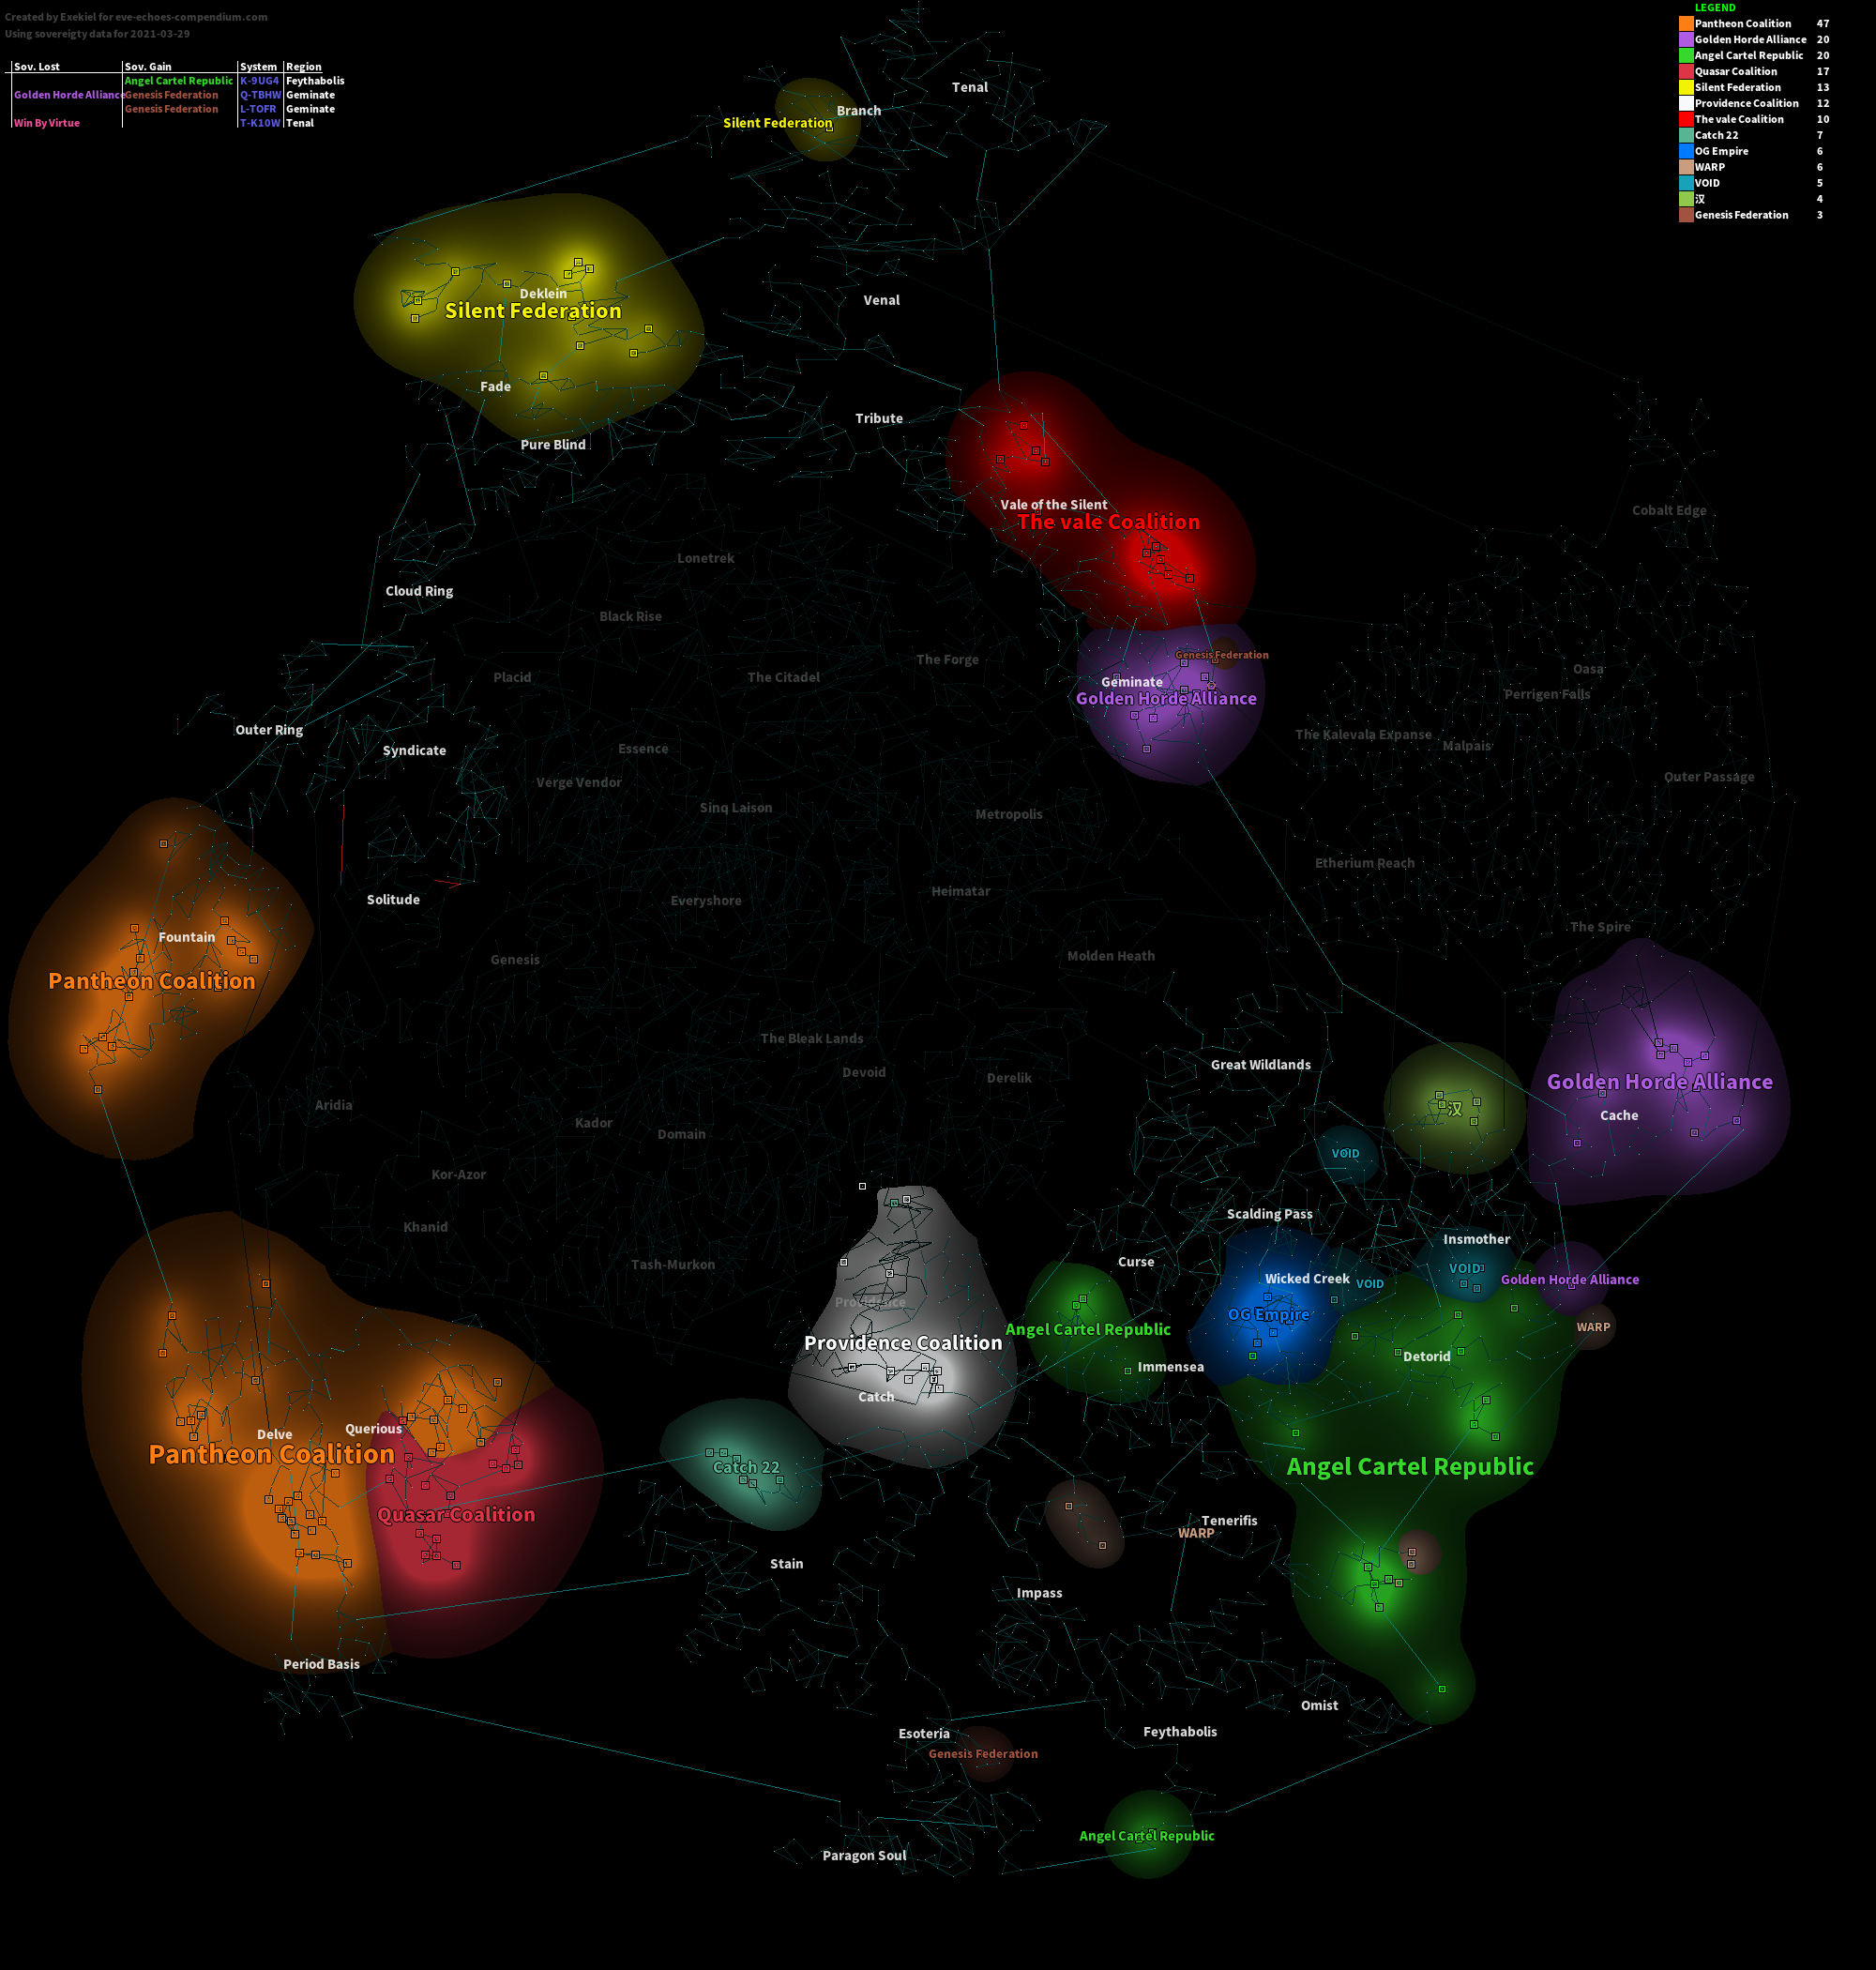 Created by Exekiel for eve-echoes-compendium.com
Using sovereigty data for 2021-03-29
Sov. Lost Sov. Gain System Region
Angel Cartel Republic K-9UG4 Feythabolis
Golden Horde Alliance Genesis Federation Q-TBHW Geminate
Genesis Federation L-TOFR Geminate
Win By Virtue T-K10W Tenal
LEGEND
Pantheon Coalition 47
Golden Horde Alliance 20
Angel Cartel Republic 20
Quasar Coalition 17
Silent Federation 13
Providence Coalition 12
The vale Coalition 10
Catch 22 7
OG Empire 6
WARP 6
VOID 5
汉 4
Genesis Federation 3
Tenal
Branch
Silent Federation
Deklein
Venal
Silent Federation
Fade
Tribute
Pure Blind
Vale of the Silent
Cobalt Edge
The vale Coalition
Lonetrek
Cloud Ring
Black Rise
Genesis Federation
The Forge
Oasa
Placid
The Citadel
Geminate
Perrigen Falls
Golden Horde Alliance
Outer Ring
The Kalevala Expanse
Syndicate
Essence
Malpais
Outer Passage
Verge Vendor
Sinq Laison
Metropolis
Etherium Reach
Heimatar
Solitude
Everyshore
The Spire
Fountain
Molden Heath
Genesis
Pantheon Coalition
The Bleak Lands
Great Wildlands
Devoid
Derelik
Golden Horde Alliance
Aridia
汉
Cache
Kador
Domain
VOID
Kor-Azor
Scalding Pass
Khanid
Insmother
Curse
Tash-Murkon
VOID
Wicked Creek
VOID
Golden Horde Alliance
Providence
OG Empire
WARP
Angel Cartel Republic
Providence Coalition
Detorid
Immensea
Catch
Querious
Delve
Pantheon Coalition
Catch 22
Angel Cartel Republic
Quasar Coalition
Tenerifis
WARP
Stain
Impass
Period Basis
Omist
Esoteria
Feythabolis
Genesis Federation
Angel Cartel Republic
Paragon Soul